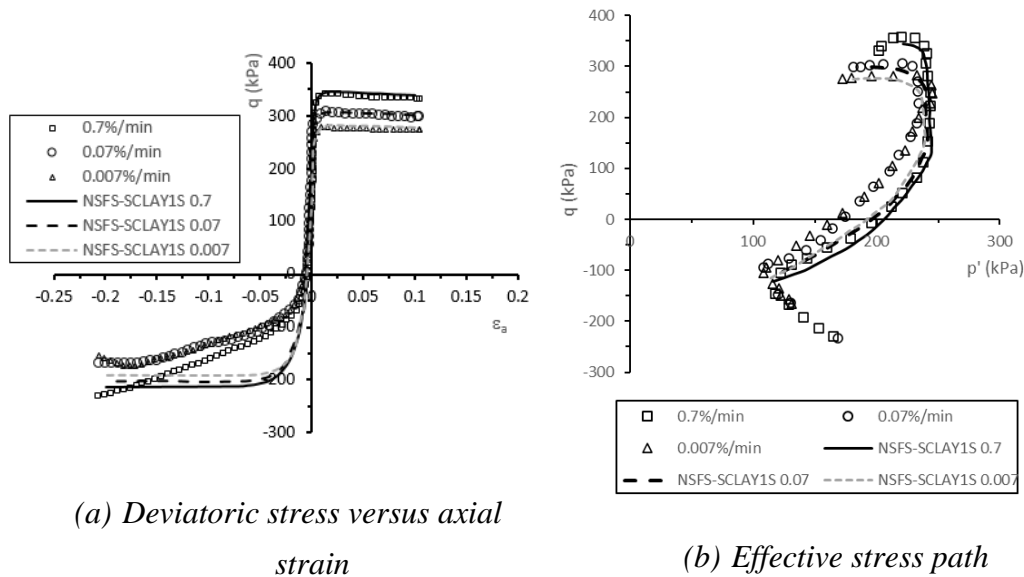 q (kPa)
400
300
200
100
0
-100
-200
-300
-0.25
-0.2
-0.15
-0.1
-0.05
0
0.05
0.1
0.15
0.2
εa
0.7%/min
0.07%/min
0.007%/min
NSFS-SCLAY1S 0.7
NSFS-SCLAY1S 0.07
NSFS-SCLAY1S 0.007
(a) Deviatoric stress versus axial
strain
q (kPa)
400
300
200
100
0
-100
-200
-300
0
100
200
300
p' (kPa)
0.7%/min
0.07%/min
0.007%/min
NSFS-SCLAY1S 0.7
NSFS-SCLAY1S 0.07
NSFS-SCLAY1S 0.007
(b) Effective stress path